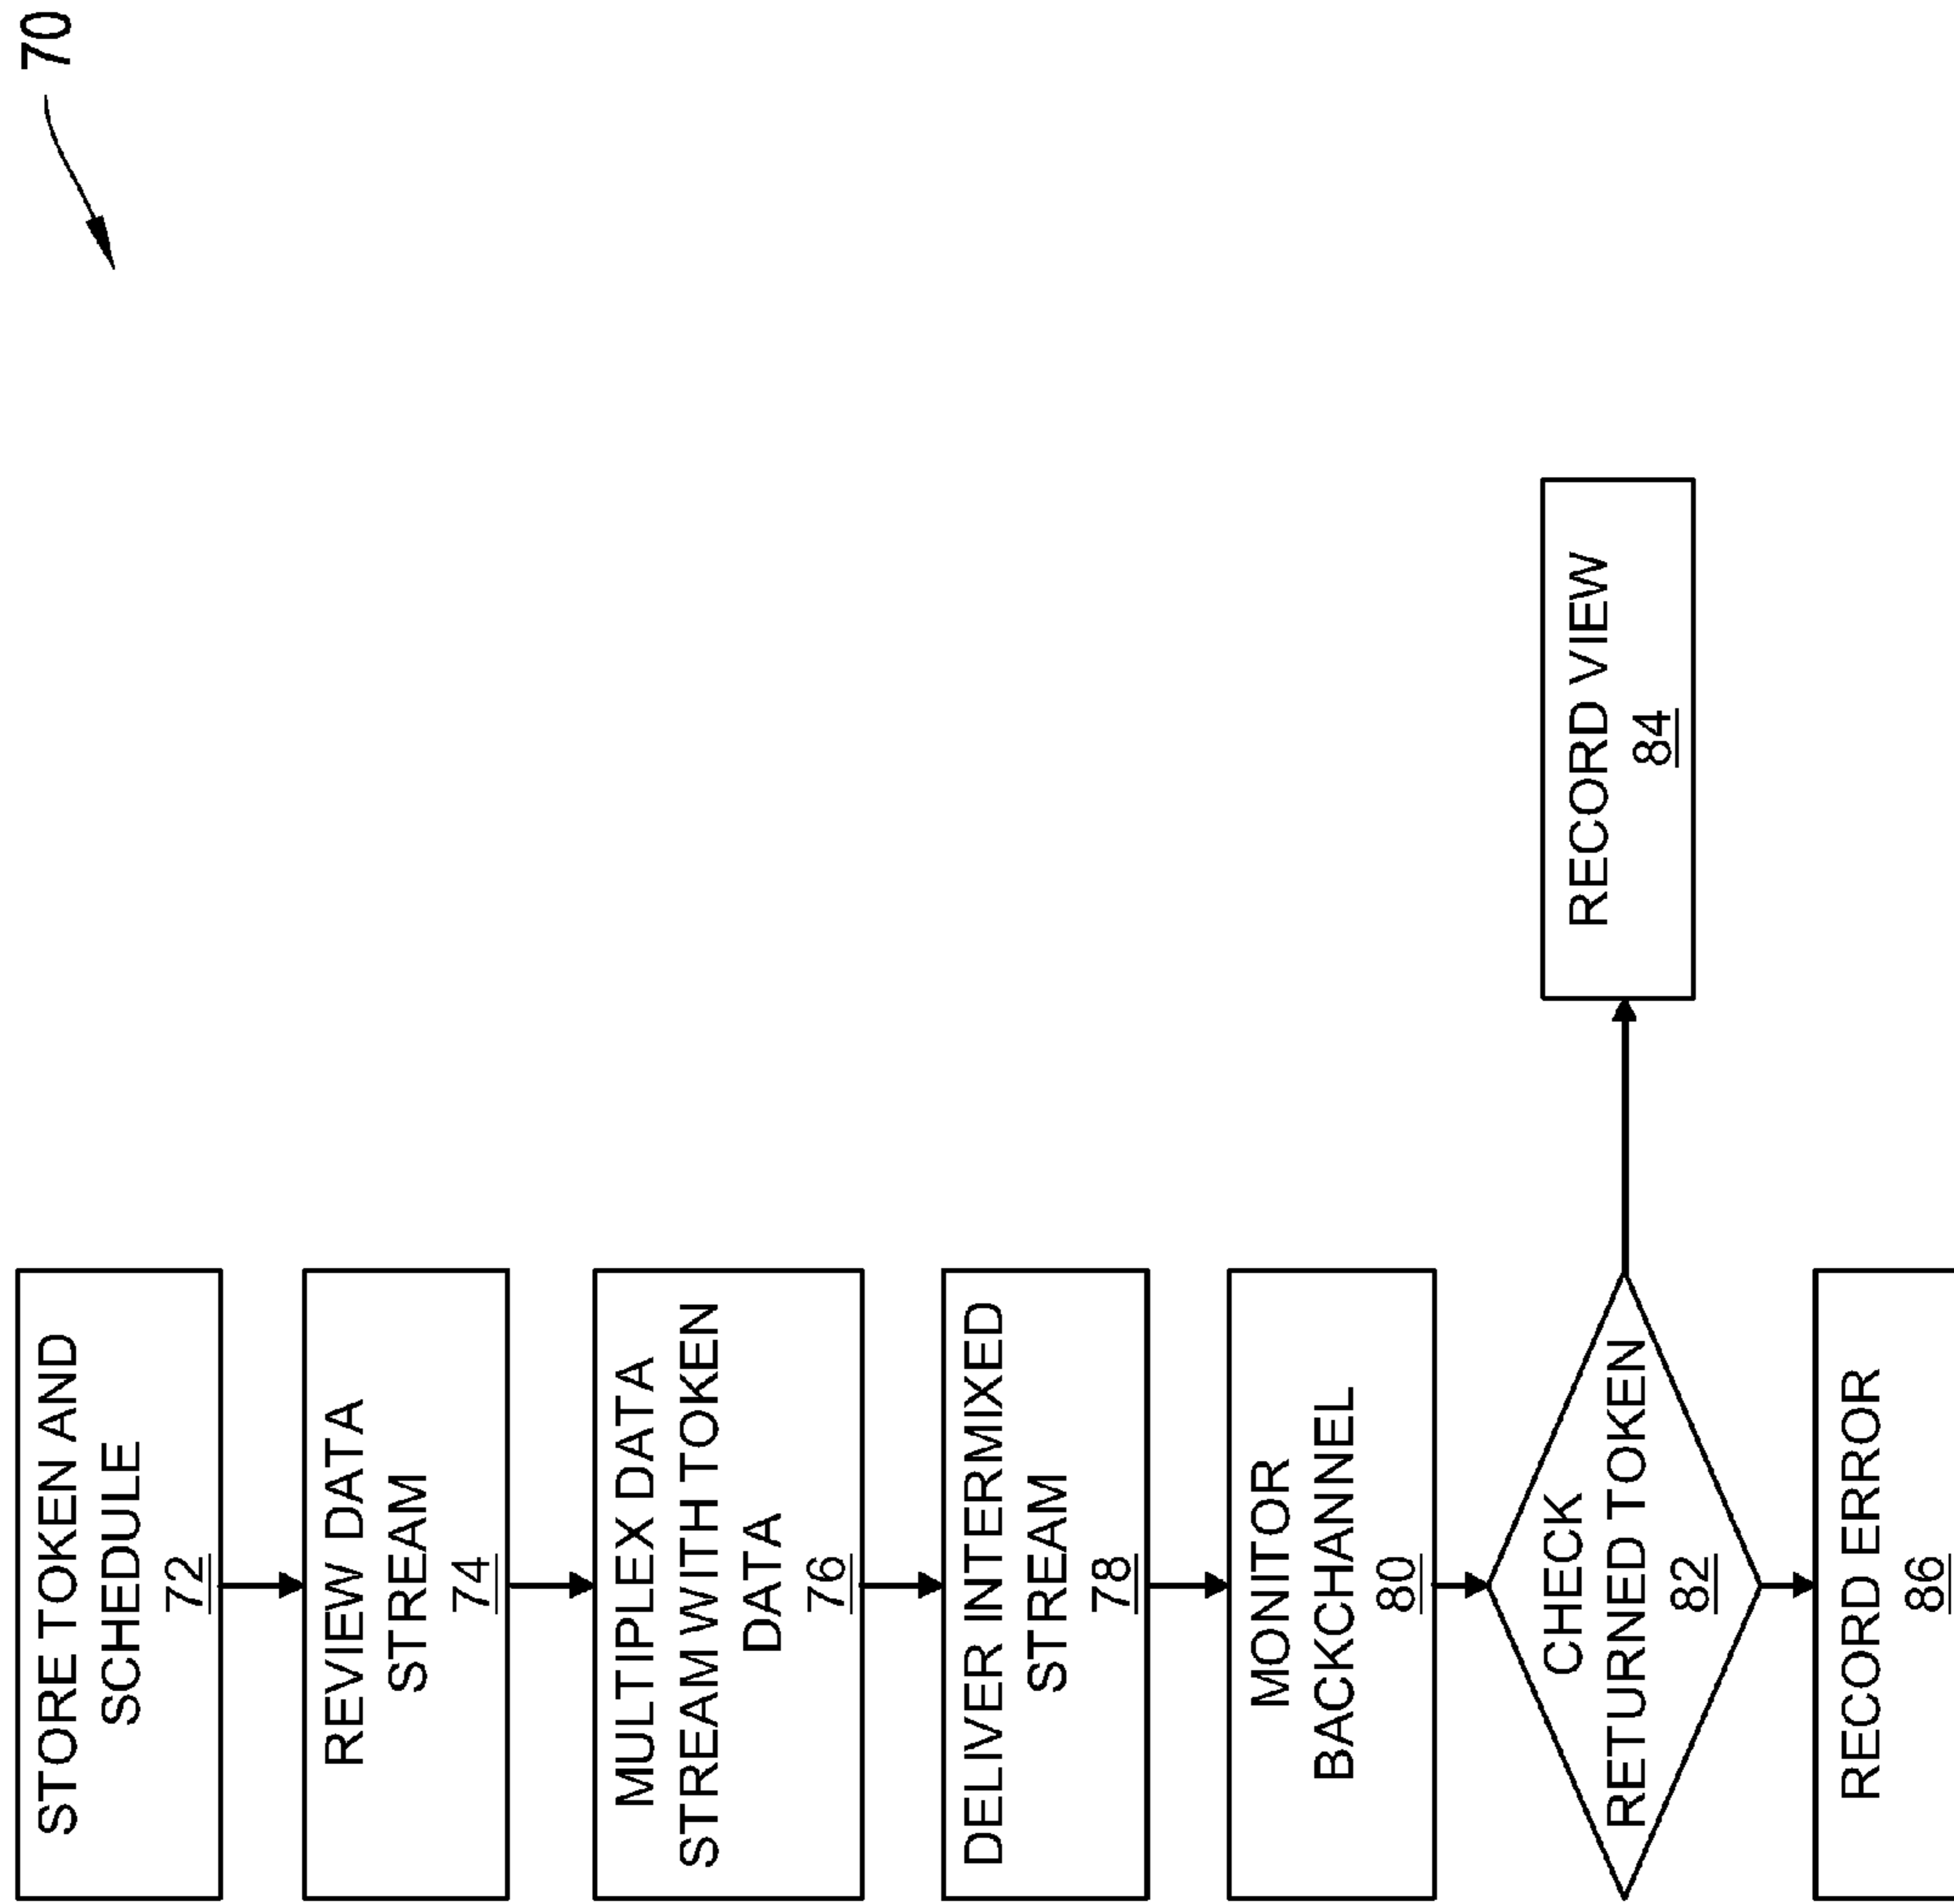 70
STORE TOKEN AND
SCHEDULE
72
REVIEW DATA
STREAM
74
MULTIPLEX DATA
STREAM WITH TOKEN
DATA
76
DELIVER INTERMIXED
STREAM
78
MONITOR
BACKCHANNEL
80
CHECK
RETURNED TOKEN
82
RECORD VIEW
84
RECORD ERROR
86